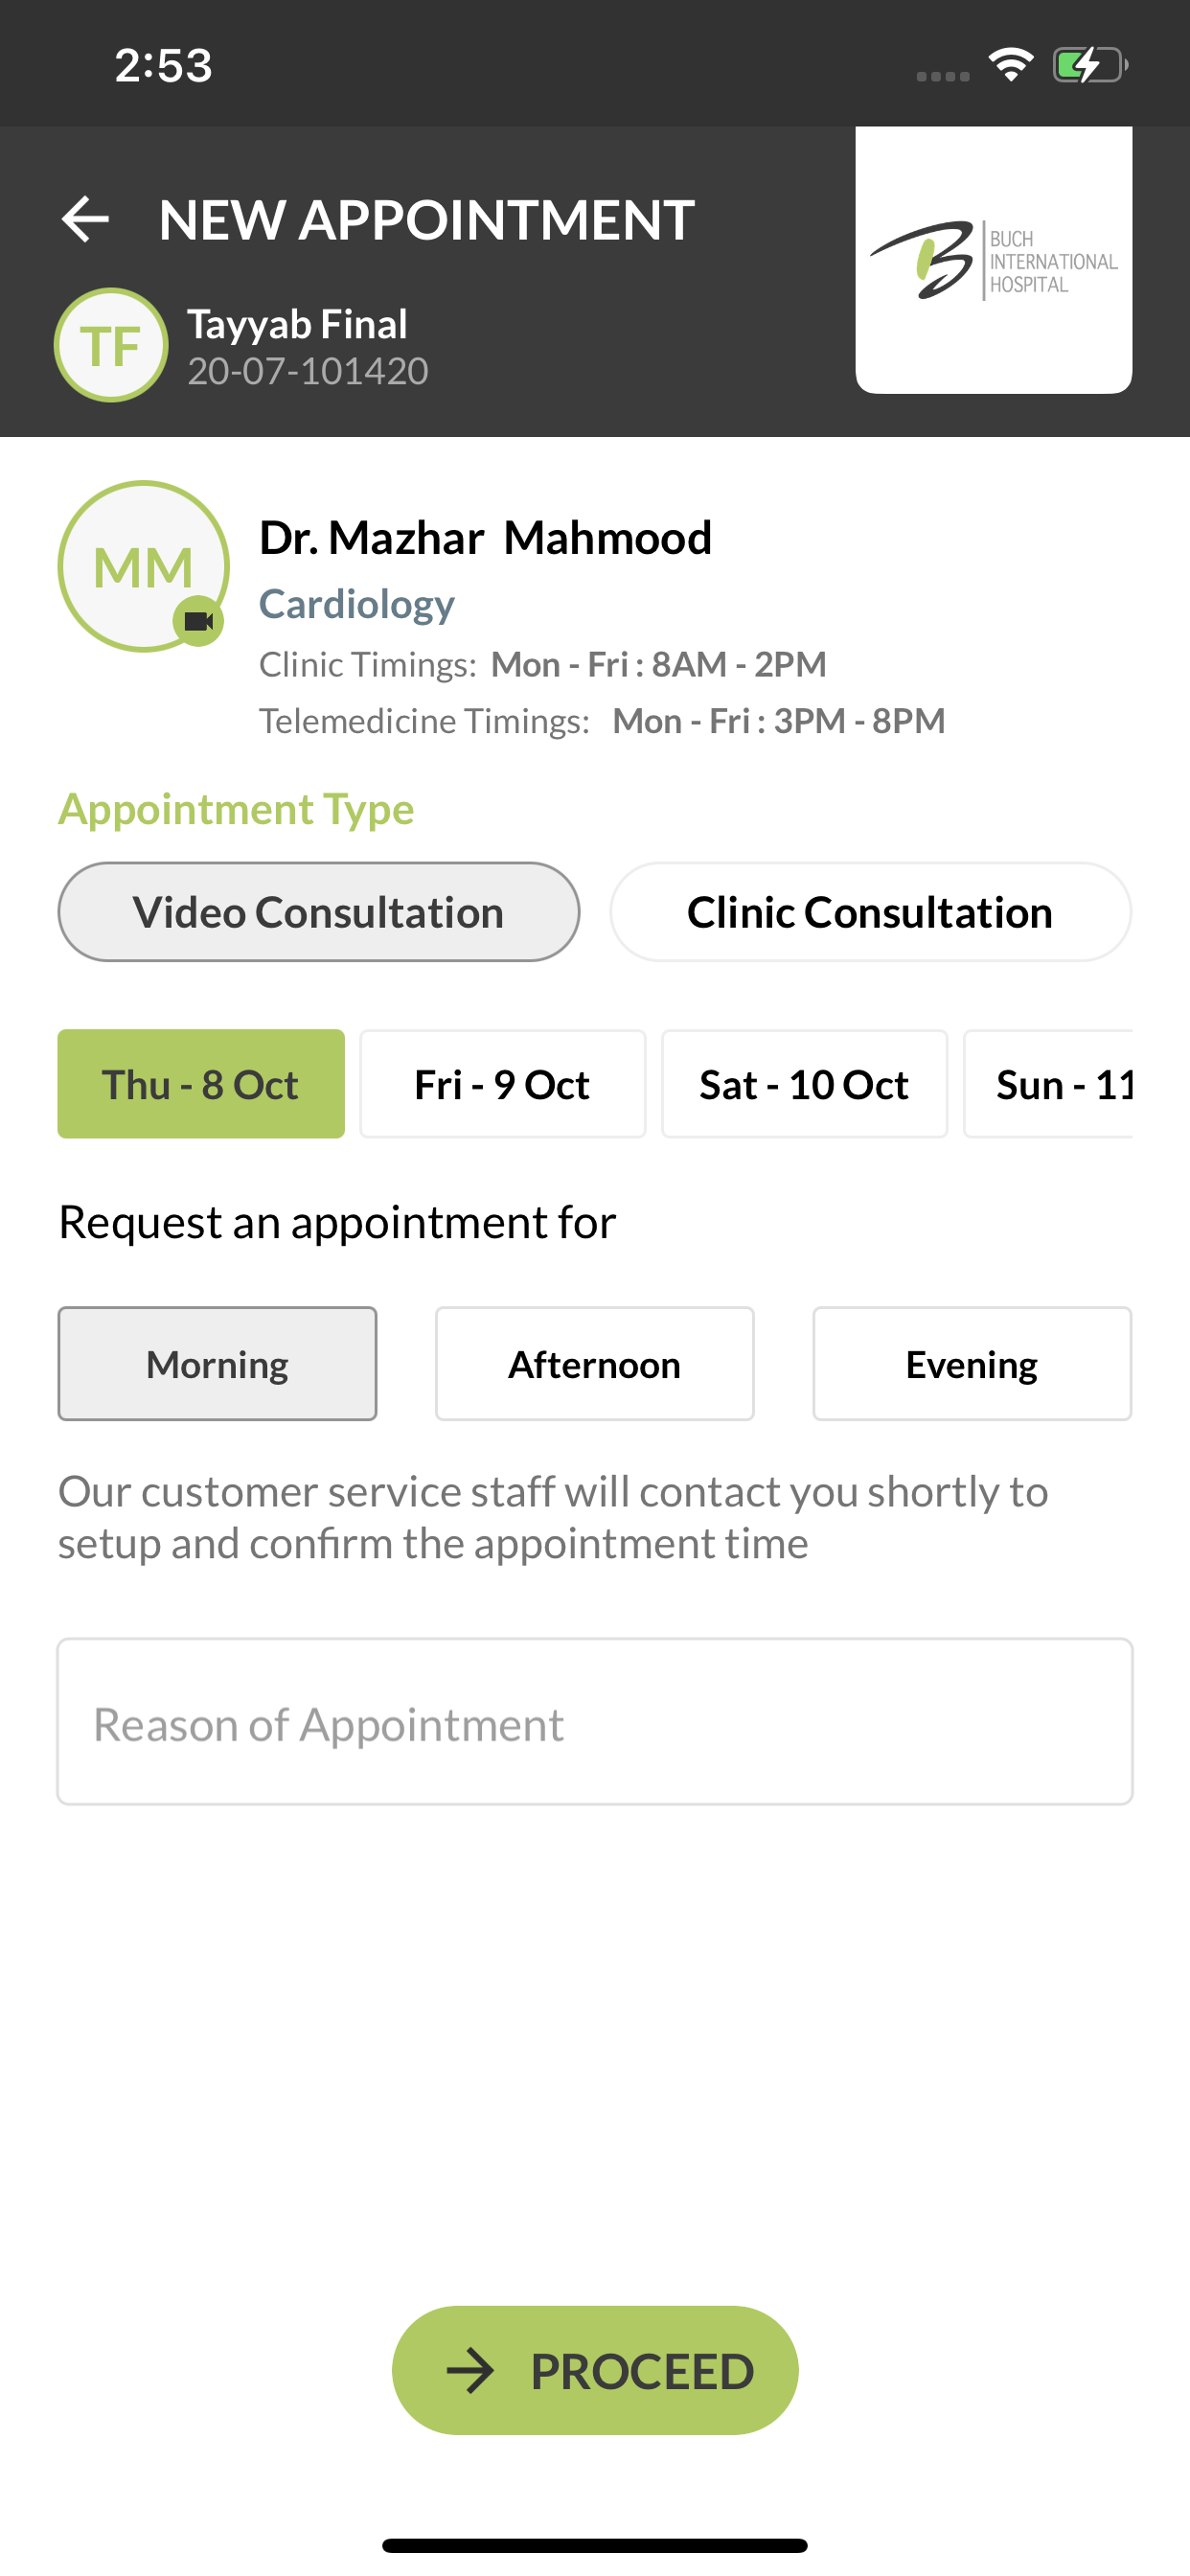 2:53
NEW APPOINTMENT
BUCH
INTERNATIONAL
HOSPITAL
TF
Tayyab Final
20-07-101420
MM
Dr. Mazhar  Mahmood
Cardiology
Clinic Timings: Mon - Fri : 8AM - 2PM
Telemedicine Timings: Mon - Fri : 3PM - 8PM
Appointment Type
Video Consultation Clinic Consultation
Thu - 8 Oct Fri - 9 Oct Sat - 10 Oct Sun - 11
Request an appointment for
Morning Afternoon Evening
Our customer service staff will contact you shortly to
setup and confirm the appointment time
Reason of Appointment
PROCEED